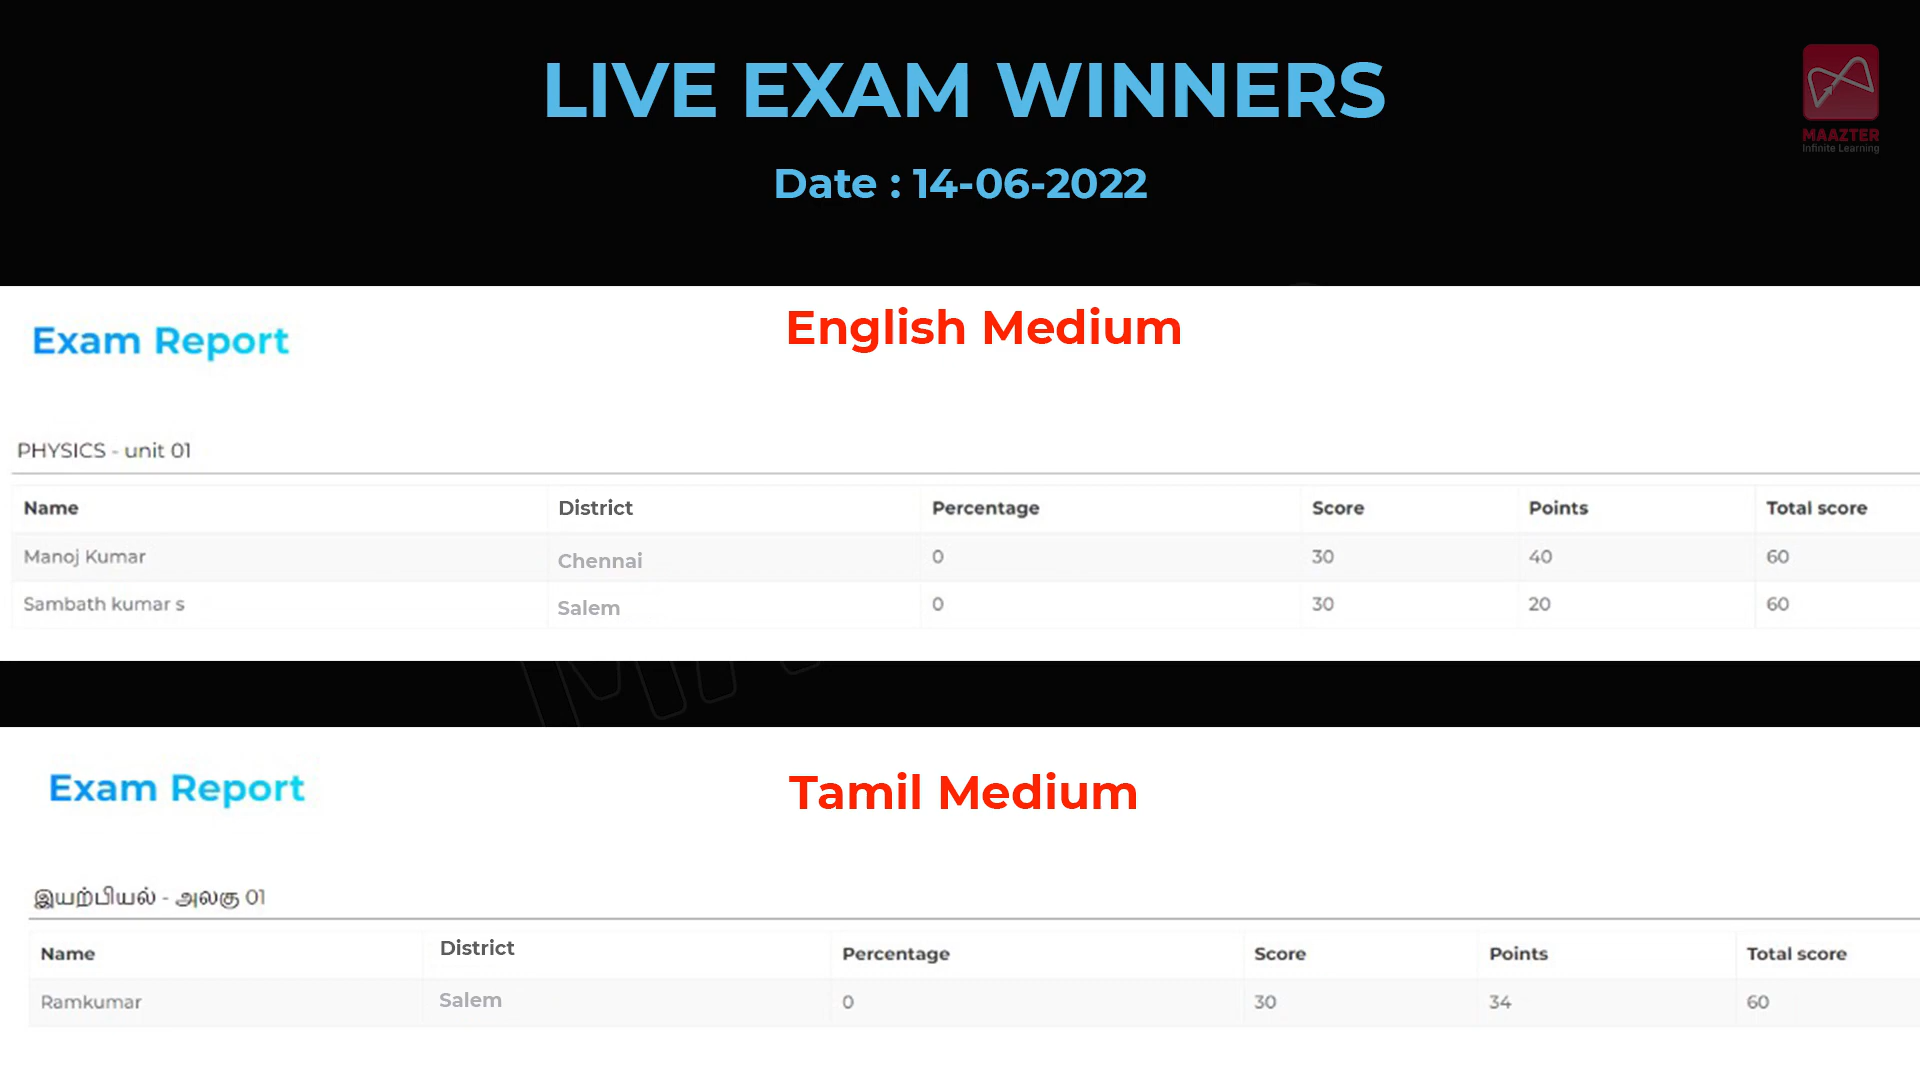 LIVE EXAM WINNERS
MAAZTER
Infinite Learning
Date : 14-06-2022
Exam Report
English Medium
PHYSICS - unit 01
Name District Percentage Score Points Total score
Manoj Kumar Chennai 0 30 40 60
Sambath kumar s Salem 0 30 20 60
Exam Report
Tamil Medium
இயற்பியல் - அலகு 01
Name District Percentage Score Points Total score
Ramkumar Salem 0 30 34 60